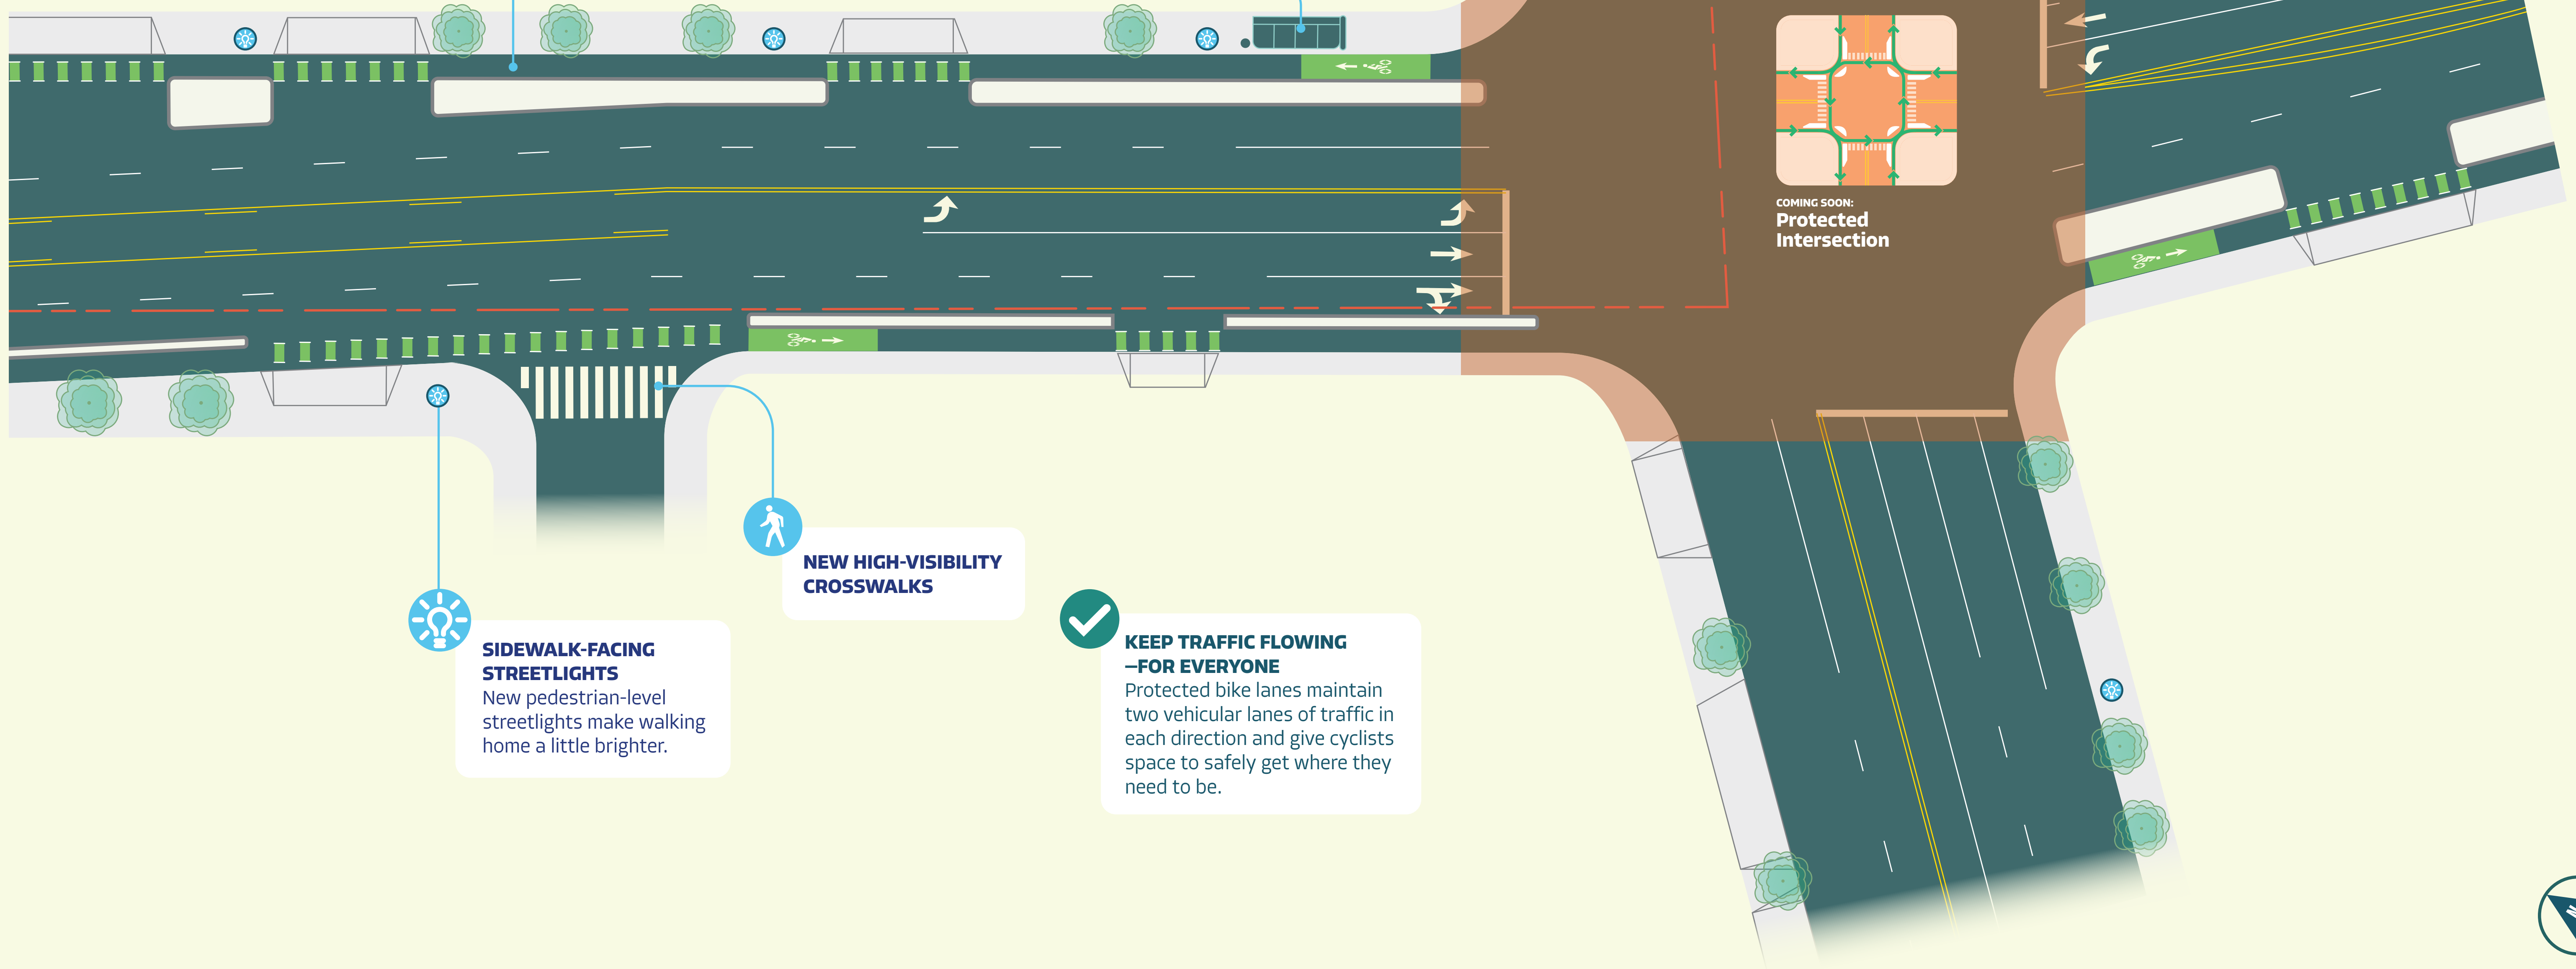 COMING SOON:
Protected
Intersection
NEW HIGH-VISIBILITY
CROSSWALKS
SIDEWALK-FACING
STREETLIGHTS
New pedestrian-level
streetlights make walking
home a little brighter.
KEEP TRAFFIC FLOWING
–FOR EVERYONE
Protected bike lanes maintain
two vehicular lanes of traffic in
each direction and give cyclists
space to safely get where they
need to be.